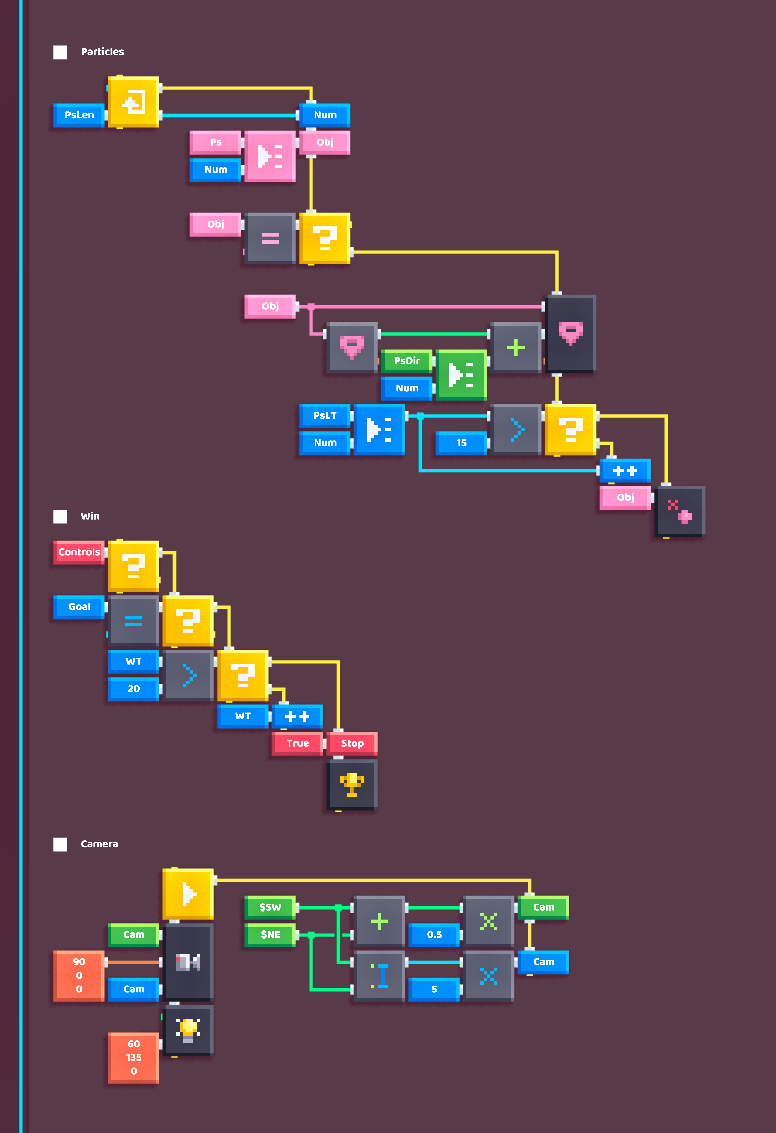 Particles
PsLen
Num
Ps
Obj
Num
Obj
=
?
Obj
+
PsDir
Num
PsLT
Num
15
>
?
++
Obj
Win
Controls
?
Goal
=
?
WT
20
>
?
WT
++
True
Stop
Camera
$SW
$NE
+
0.5
×
Cam
Cam
90
0
0
Cam
5
×
Cam
60
135
0